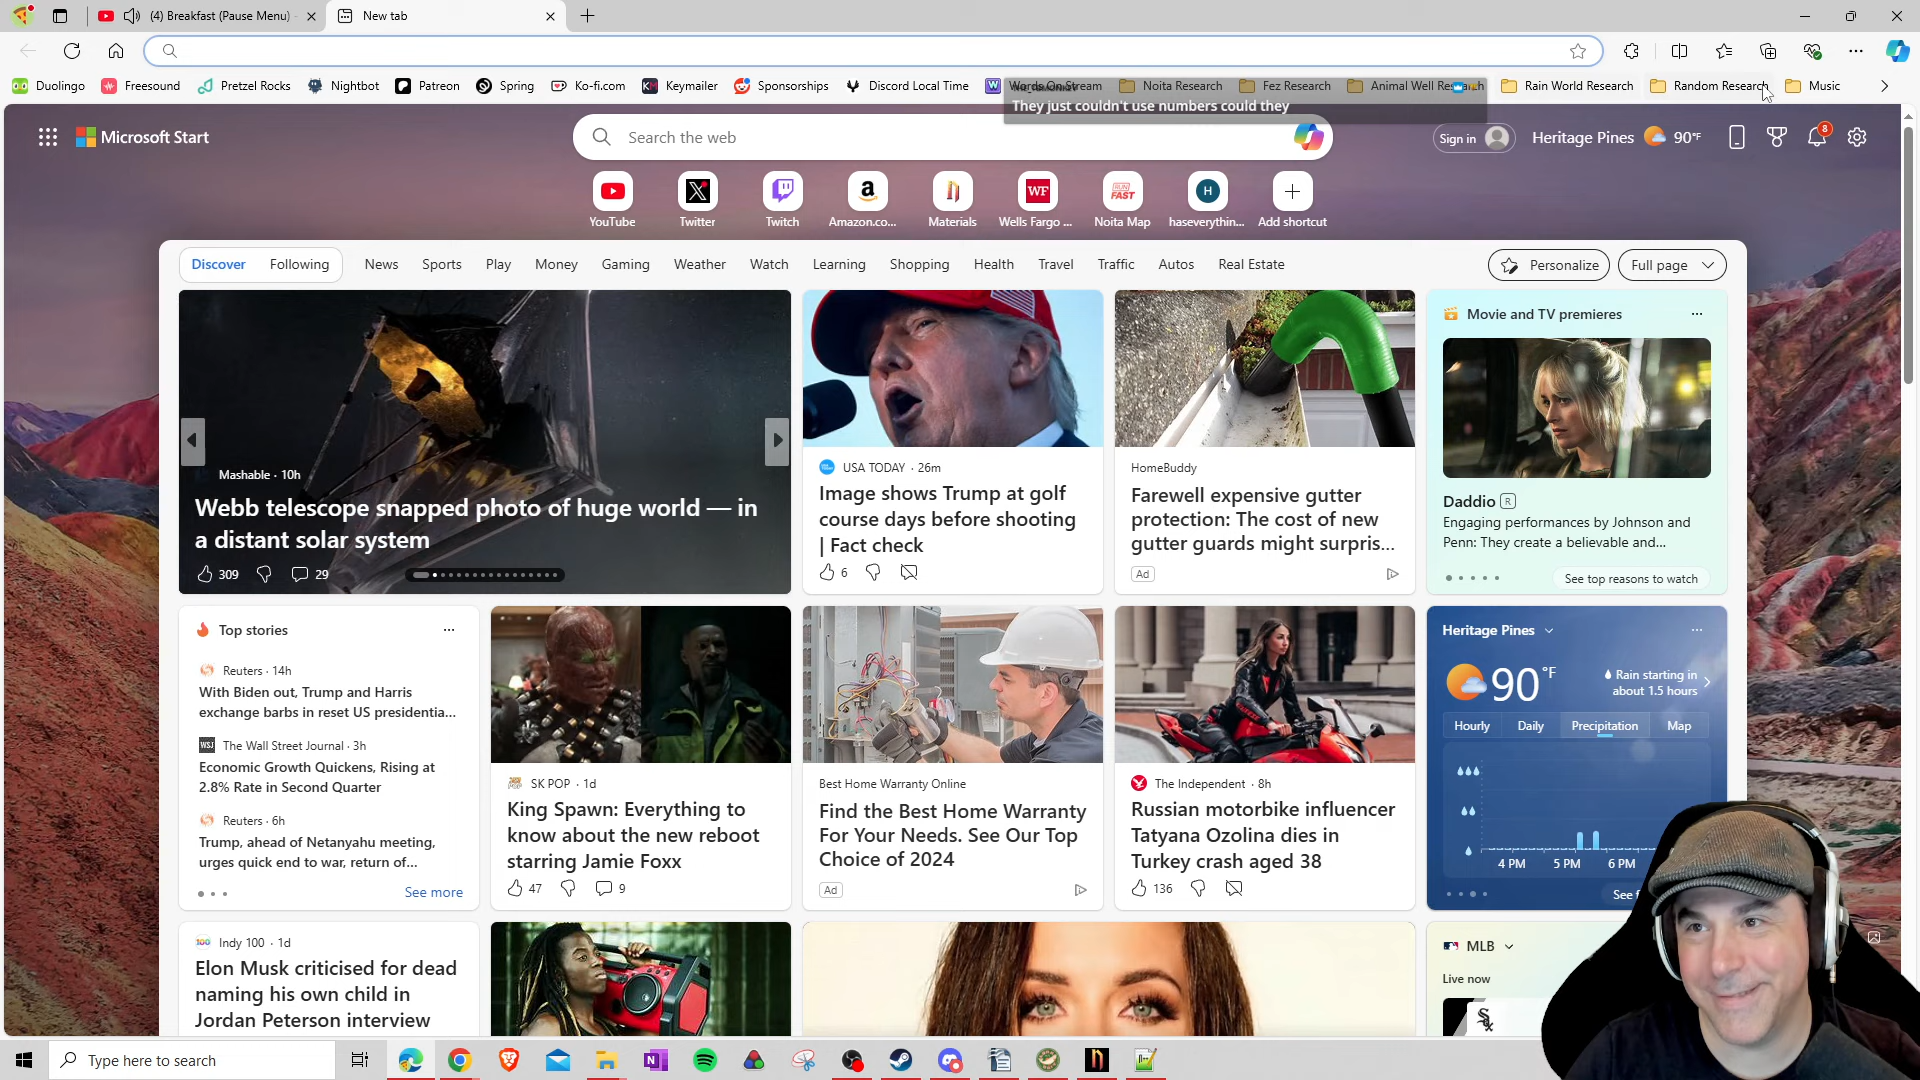 (4) Breakfast (Pause Menu)
New tab
Duolingo
Freesound
Pretzel Rocks
Nightbot
Patreon
Spring
Ko-fi.com
Keymailer
Sponsorships
Discord Local Time
Words On Stream
Noita Research
Fez Research
Animal Well Research
Rain World Research
Random Research
Music
They just couldn't use numbers could they
Microsoft Start
Search the web
Sign in
Heritage Pines
90°F
8
YouTube
Twitter
Twitch
Amazon.co...
Materials
WF
Wells Fargo ...
RUN
FAST
Noita Map
H
haseverythin...
Add shortcut
Discover
Following
News
Sports
Play
Money
Gaming
Weather
Watch
Learning
Shopping
Health
Travel
Traffic
Autos
Real Estate
Personalize
Full page
Mashable · 10h
Webb telescope snapped photo of huge world — in
a distant solar system
309
29
USA TODAY · 26m
Image shows Trump at golf
course days before shooting
| Fact check
6
HomeBuddy
Farewell expensive gutter
protection: The cost of new
gutter guards might surpris...
Ad
Movie and TV premieres
Daddio R
Engaging performances by Johnson and
Penn: They create a believable and...
See top reasons to watch
Top stories
Reuters · 14h
With Biden out, Trump and Harris
exchange barbs in reset US presidentia...
WSJ
The Wall Street Journal · 3h
Economic Growth Quickens, Rising at
2.8% Rate in Second Quarter
Reuters · 6h
Trump, ahead of Netanyahu meeting,
urges quick end to war, return of...
See more
SK POP · 1d
King Spawn: Everything to
know about the new reboot
starring Jamie Foxx
47
9
Best Home Warranty Online
Find the Best Home Warranty
For Your Needs. See Our Top
Choice of 2024
Ad
The Independent · 8h
Russian motorbike influencer
Tatyana Ozolina dies in
Turkey crash aged 38
136
Heritage Pines
90°F
Rain starting in
about 1.5 hours
Hourly
Daily
Precipitation
Map
4 PM
5 PM
6 PM
See
100
Indy 100 · 1d
Elon Musk criticised for dead
naming his own child in
Jordan Peterson interview
MLB
Live now
Type here to search